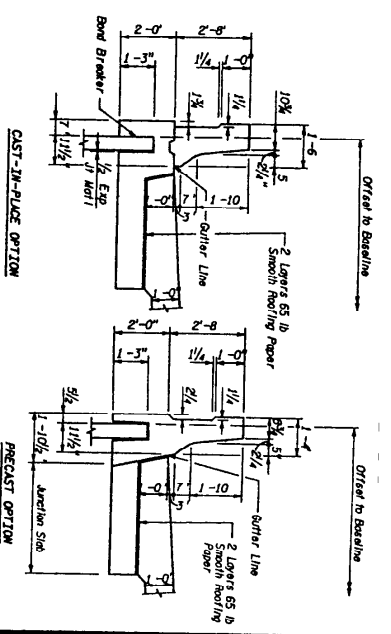 Offset to Baseline
1-6
10¾
5
2¼"
1¼
1¼
1-0"
2'-8'
2-0'
1-3"
1¾
1-10
7
3
-0'
Gutter Line
2 Layers 65 lb
Smooth Roofing
Paper
1-0'
Bond Breaker
7
11½"
½ Exp
Jt Mat'l
CAST-IN-PLACE OPTION
Offset to Baseline
5"
2¼
1¼
1¼
1-0"
2'-8
2'-0"
1-3"
2¼
1-10
7
3
-0
Gutter Line
2 Layers 65 lb
Smooth Roofing
Paper
1-0'
5½
11½"
1-10½"
Junction Slab
PRECAST OPTION